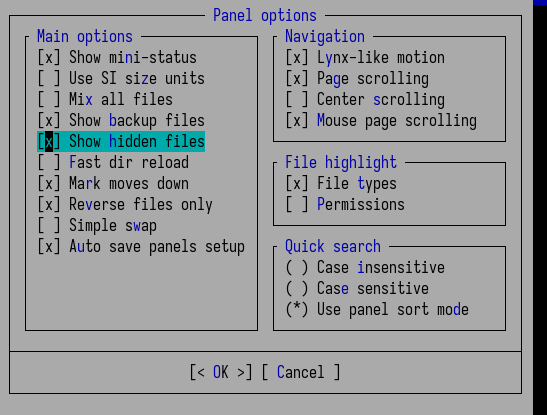 Panel options
Main options
[x] Show mini-status
[ ] Use SI size units
[ ] Mix all files
[x] Show backup files
[x] Show hidden files
[ ] Fast dir reload
[x] Mark moves down
[x] Reverse files only
[ ] Simple swap
[x] Auto save panels setup
Navigation
[x] Lynx-like motion
[x] Page scrolling
[ ] Center scrolling
[x] Mouse page scrolling
File highlight
[x] File types
[ ] Permissions
Quick search
( ) Case insensitive
( ) Case sensitive
(*) Use panel sort mode
[< OK >] [ Cancel ]